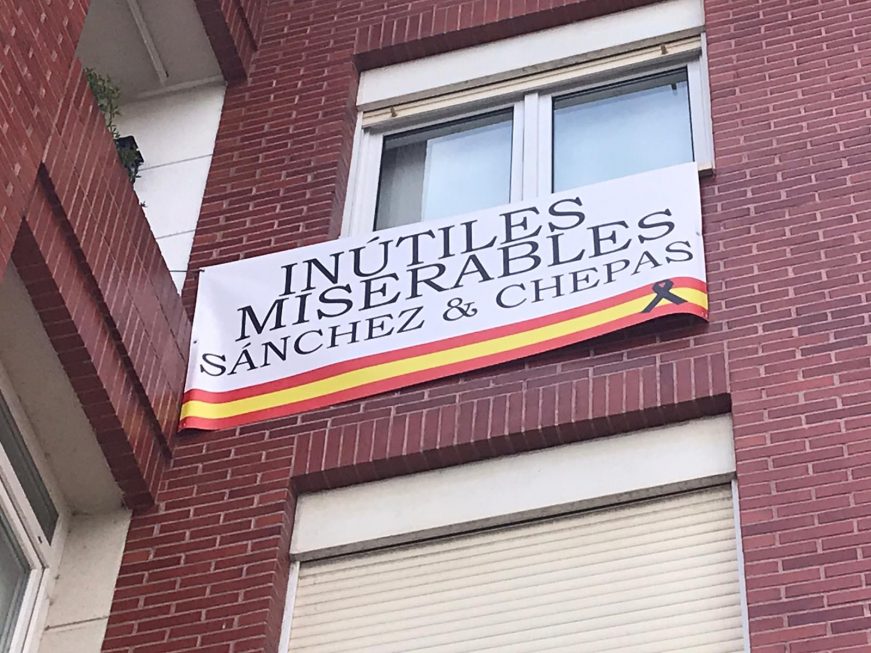 INÚTILES
MISERABLES
SÁNCHEZ & CHEPAS